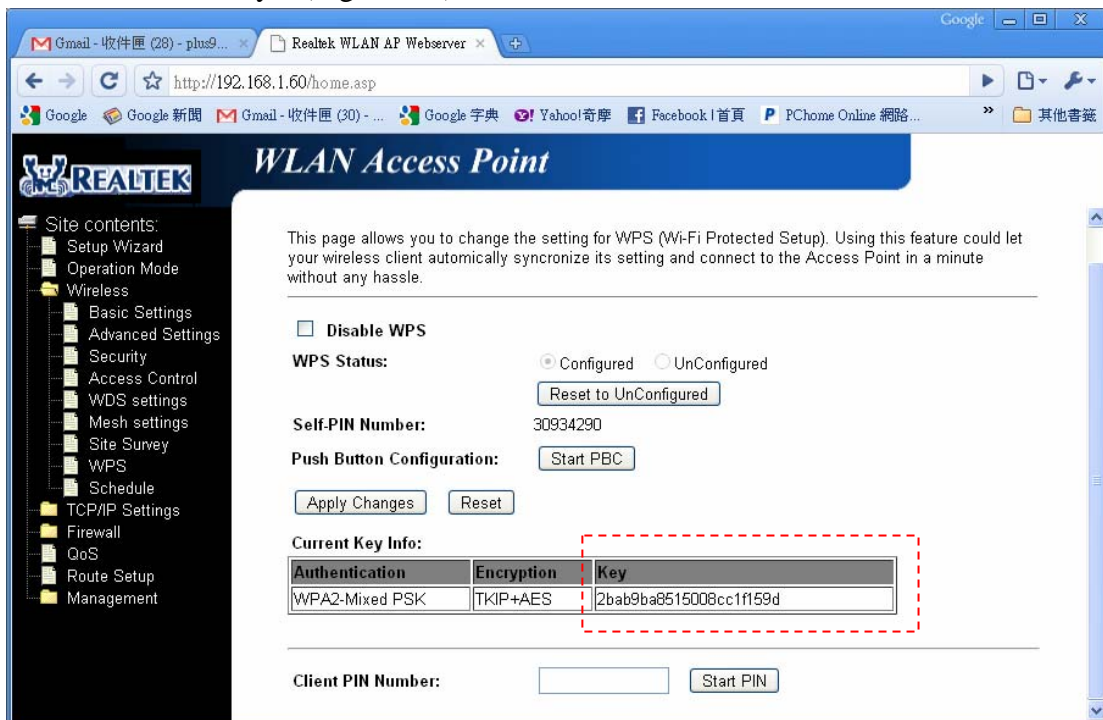 Google
Gmail - 收件匣 (28) - plus9...
Realtek WLAN AP Webserver
http://192.168.1.60/home.asp
Google
Google 新聞
Gmail - 收件匣 (30) - ...
Google 字典
Yahoo!奇摩
Facebook | 首頁
PChome Online 網路...
»
其他書籤
REALTEK
WLAN Access Point
Site contents:
Setup Wizard
Operation Mode
Wireless
Basic Settings
Advanced Settings
Security
Access Control
WDS settings
Mesh settings
Site Survey
WPS
Schedule
TCP/IP Settings
Firewall
QoS
Route Setup
Management
This page allows you to change the setting for WPS (Wi-Fi Protected Setup). Using this feature could let
your wireless client automically syncronize its setting and connect to the Access Point in a minute
without any hassle.
Disable WPS
WPS Status: Configured UnConfigured
Reset to UnConfigured
Self-PIN Number: 30934290
Push Button Configuration: Start PBC
Apply Changes Reset
Current Key Info:
Authentication Encryption Key
WPA2-Mixed PSK TKIP+AES 2bab9ba8515008cc1f159d
Client PIN Number: Start PIN